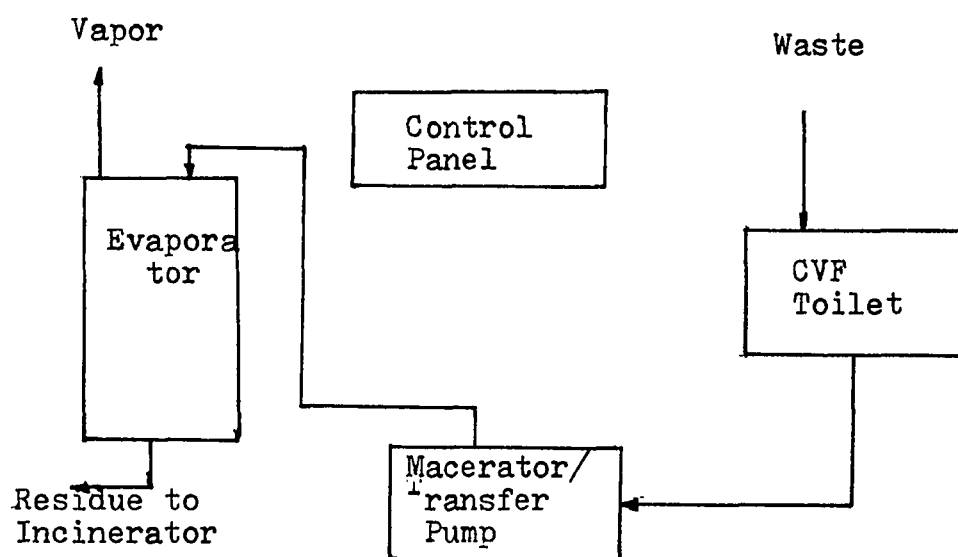 Vapor
Waste
Control
Panel
Evapora
tor
CVF
Toilet
Macerator/
Transfer
Pump
Residue to
Incinerator